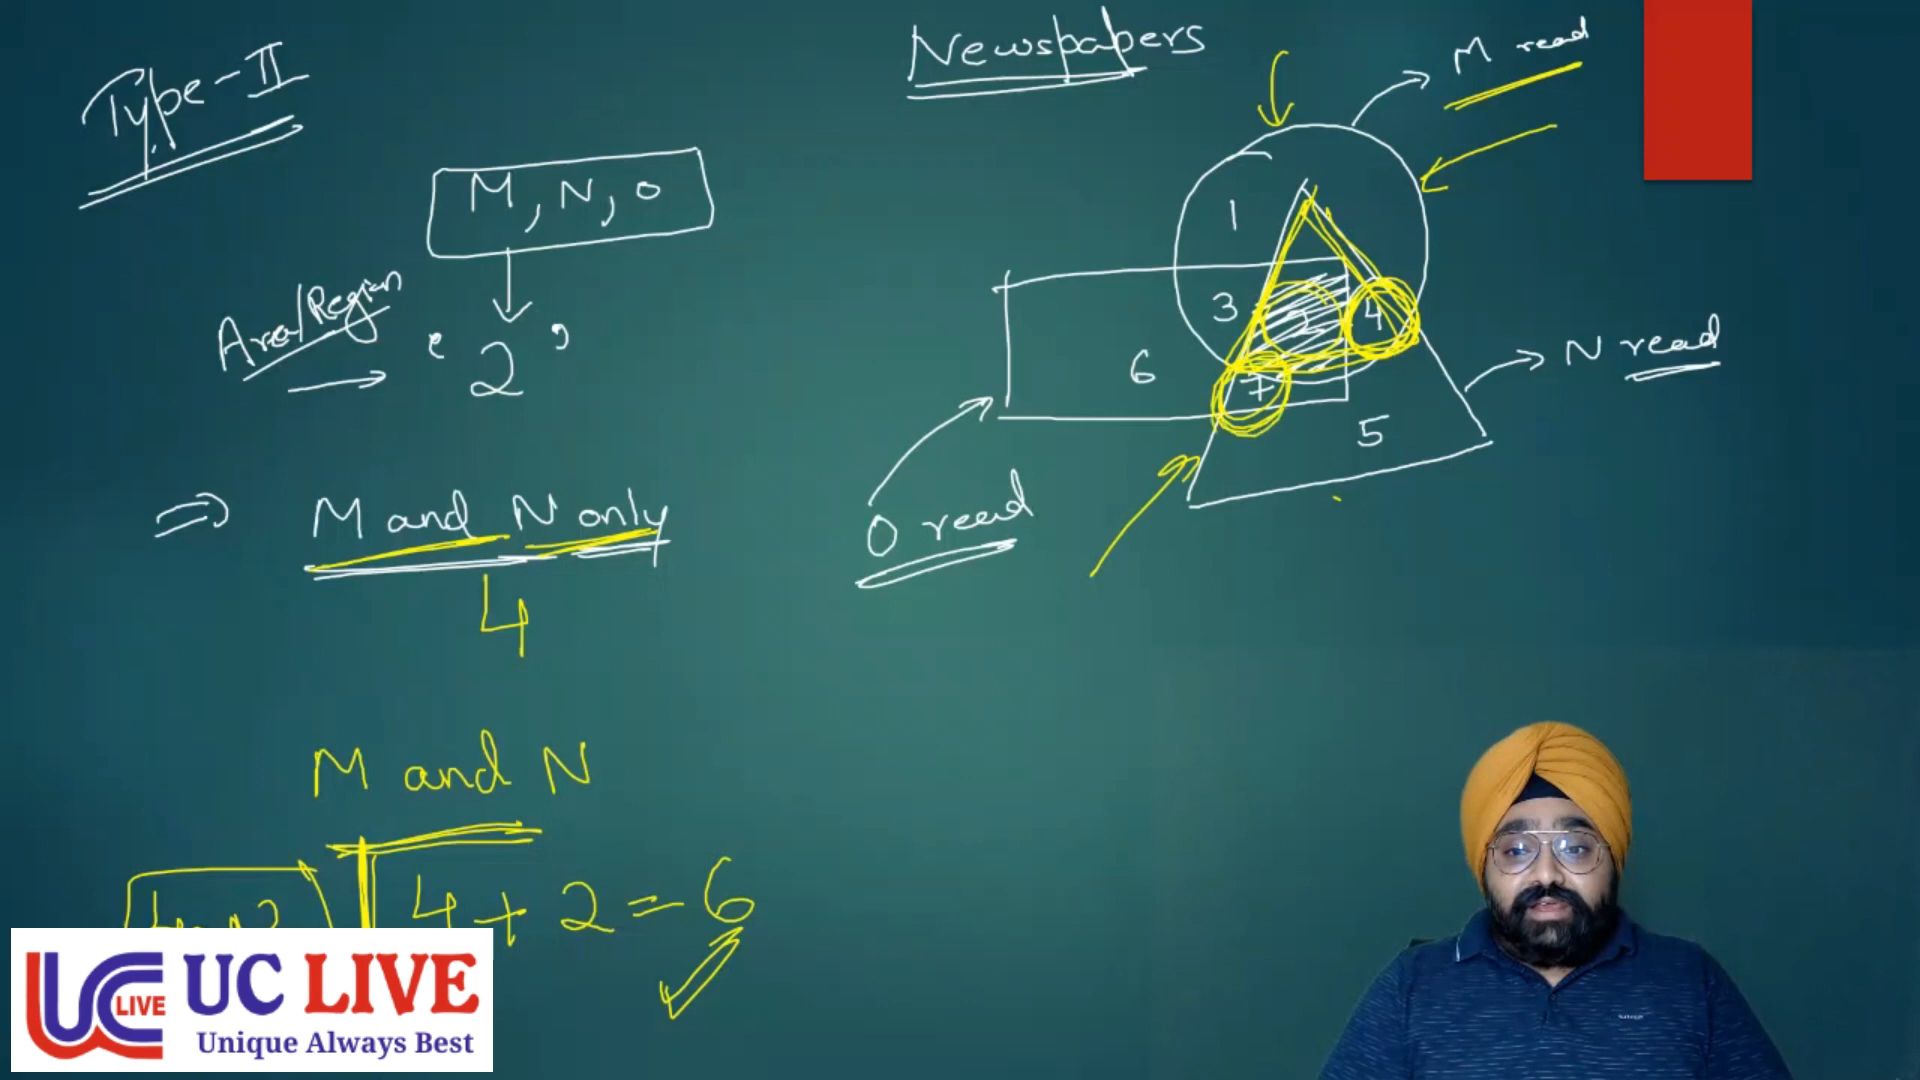 Type-II
Newspapers
M read
M, N, O
1
Area/Region
'2'
3
2
4
N read
6
7
5
M and N only
O read
4
M and N
4 + 2 = 6
LIVE
UC LIVE
Unique Always Best